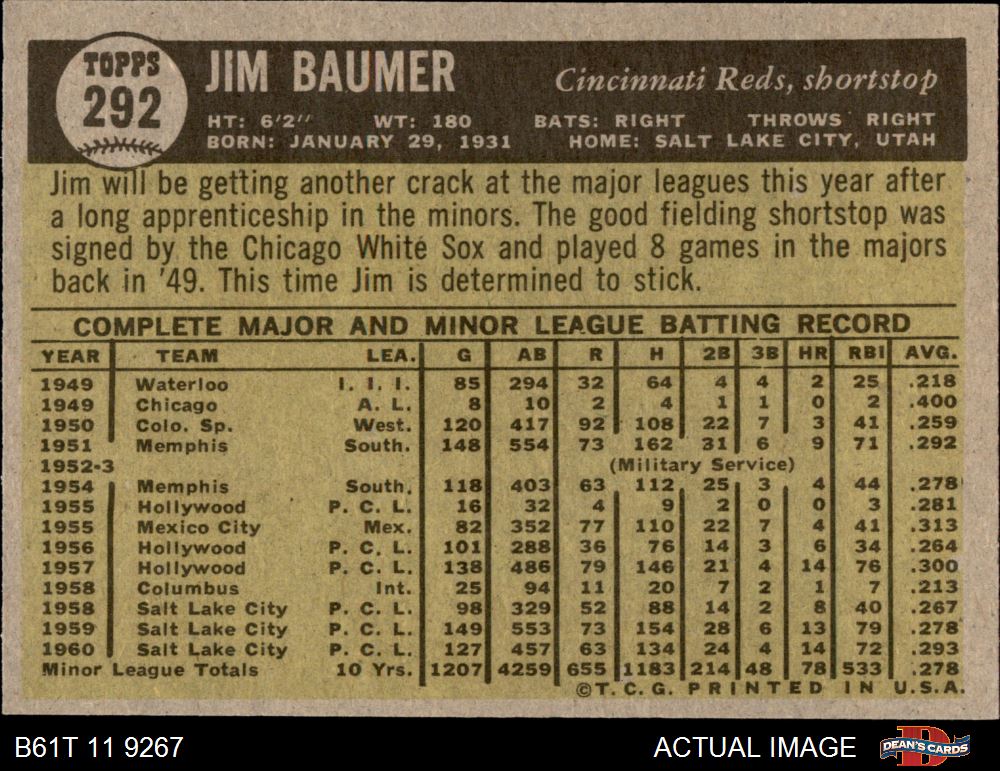 TOPPS
292
JIM BAUMER
Cincinnati Reds, shortstop
HT: 6'2" WT: 180 BATS: RIGHT THROWS RIGHT
BORN: JANUARY 29, 1931 HOME: SALT LAKE CITY, UTAH
Jim will be getting another crack at the major leagues this year after
a long apprenticeship in the minors. The good fielding shortstop was
signed by the Chicago White Sox and played 8 games in the majors
back in '49. This time Jim is determined to stick.
COMPLETE MAJOR AND MINOR LEAGUE BATTING RECORD
YEAR TEAM LEA. G AB R H 2B 3B HR RBI AVG.
1949 Waterloo I. I. I. 85 294 32 64 4 4 2 25 .218
1949 Chicago A. L. 8 10 2 4 1 1 0 2 .400
1950 Colo. Sp. West. 120 417 92 108 22 7 3 41 .259
1951 Memphis South. 148 554 73 162 31 6 9 71 .292
1952-3 (Military Service)
1954 Memphis South. 118 403 63 112 25 3 4 44 .278
1955 Hollywood P. C. L. 16 32 4 9 2 0 0 3 .281
1955 Mexico City Mex. 82 352 77 110 22 7 4 41 .313
1956 Hollywood P. C. L. 101 288 36 76 14 3 6 34 .264
1957 Hollywood P. C. L. 138 486 79 146 21 4 14 76 .300
1958 Columbus Int. 25 94 11 20 7 2 1 7 .213
1958 Salt Lake City P. C. L. 98 329 52 88 14 2 8 40 .267
1959 Salt Lake City P. C. L. 149 553 73 154 28 6 13 79 .278
1960 Salt Lake City P. C. L. 127 457 63 134 24 4 14 72 .293
Minor League Totals 10 Yrs. 1207 4259 655 1183 214 48 78 533 .278
©T. C. G. PRINTED IN U.S.A.
B61T 11 9267 ACTUAL IMAGE DEAN'S CARDS